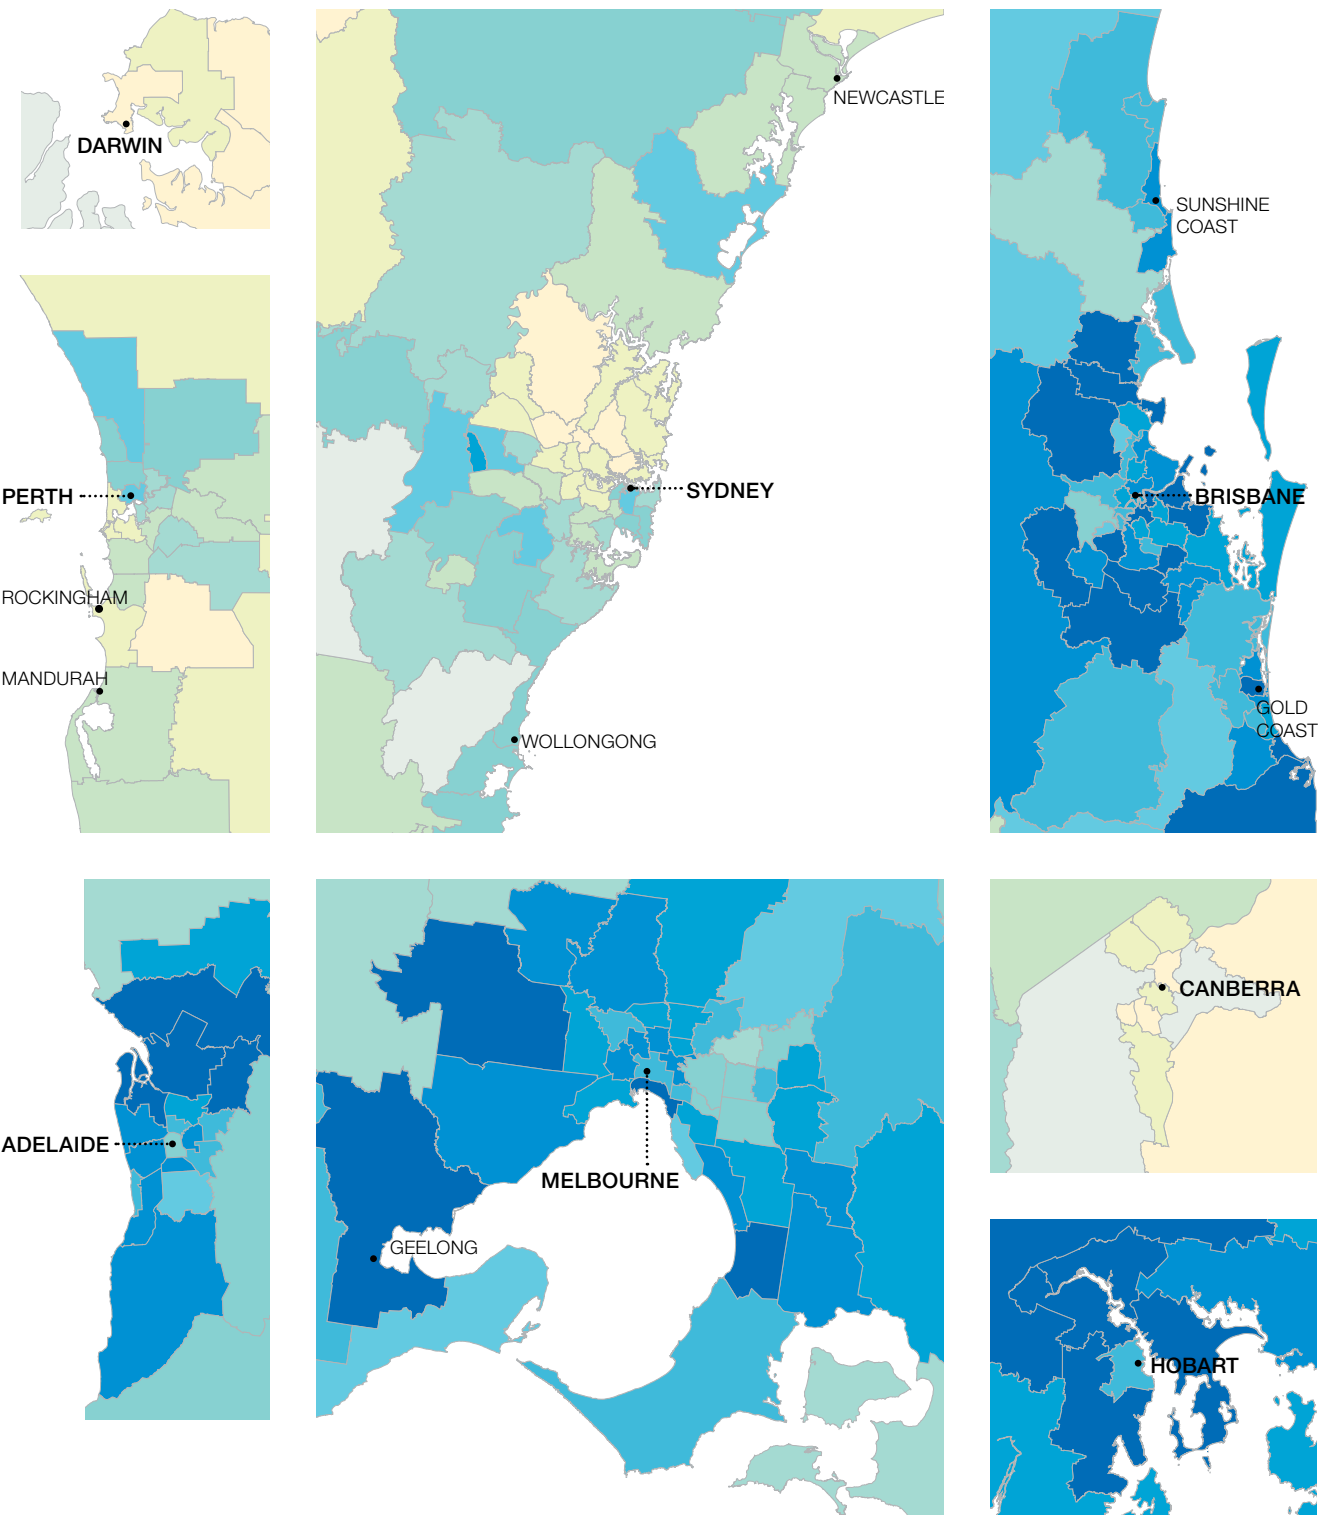 NEWCASTLE
DARWIN
SUNSHINE
COAST
PERTH
SYDNEY
BRISBANE
ROCKINGHAM
MANDURAH
GOLD
COAST
WOLLONGONG
CANBERRA
ADELAIDE
MELBOURNE
GEELONG
HOBART